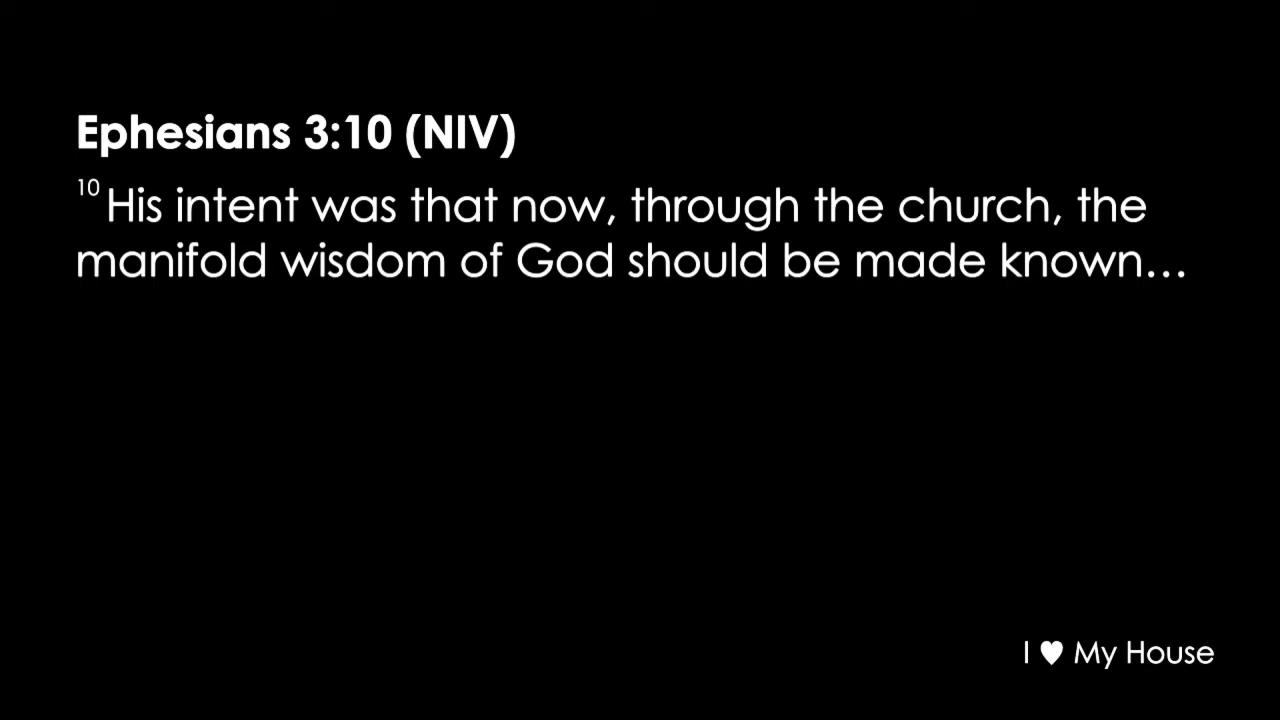 Ephesians 3:10 (NIV)
10 His intent was that now, through the church, the
manifold wisdom of God should be made known…
I ♥ My House